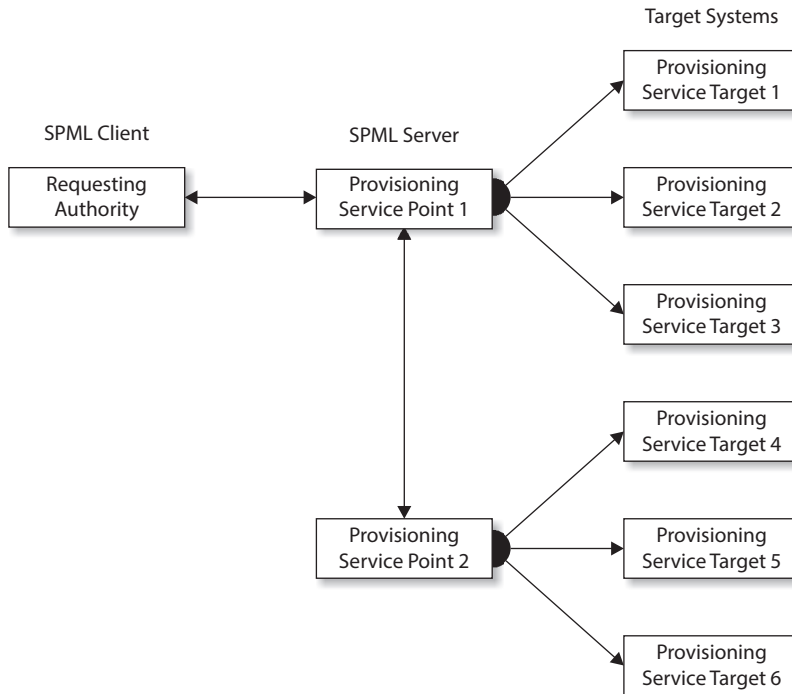 Target Systems
Provisioning
Service Target 1
SPML Client
SPML Server
Requesting
Authority
Provisioning
Service Point 1
Provisioning
Service Target 2
Provisioning
Service Target 3
Provisioning
Service Target 4
Provisioning
Service Point 2
Provisioning
Service Target 5
Provisioning
Service Target 6